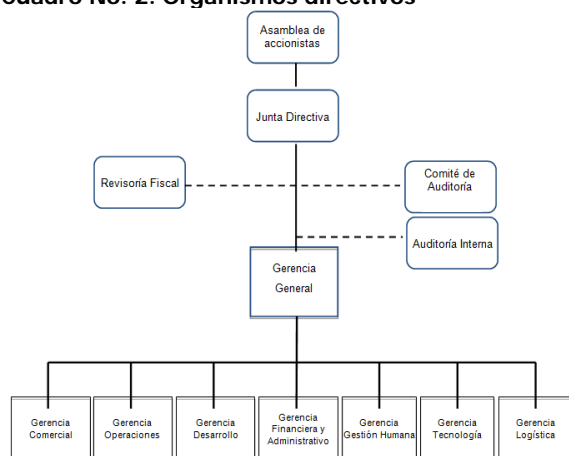 Cuadro No. 2. Organismos directivos
Asamblea de
accionistas
Junta Directiva
Revisoría Fiscal
Comité de
Auditoría
Auditoría Interna
Gerencia
General
Gerencia
Comercial
Gerencia
Operaciones
Gerencia
Desarrollo
Gerencia
Financiera y
Administrativo
Gerencia
Gestión Humana
Gerencia
Tecnología
Gerencia
Logística